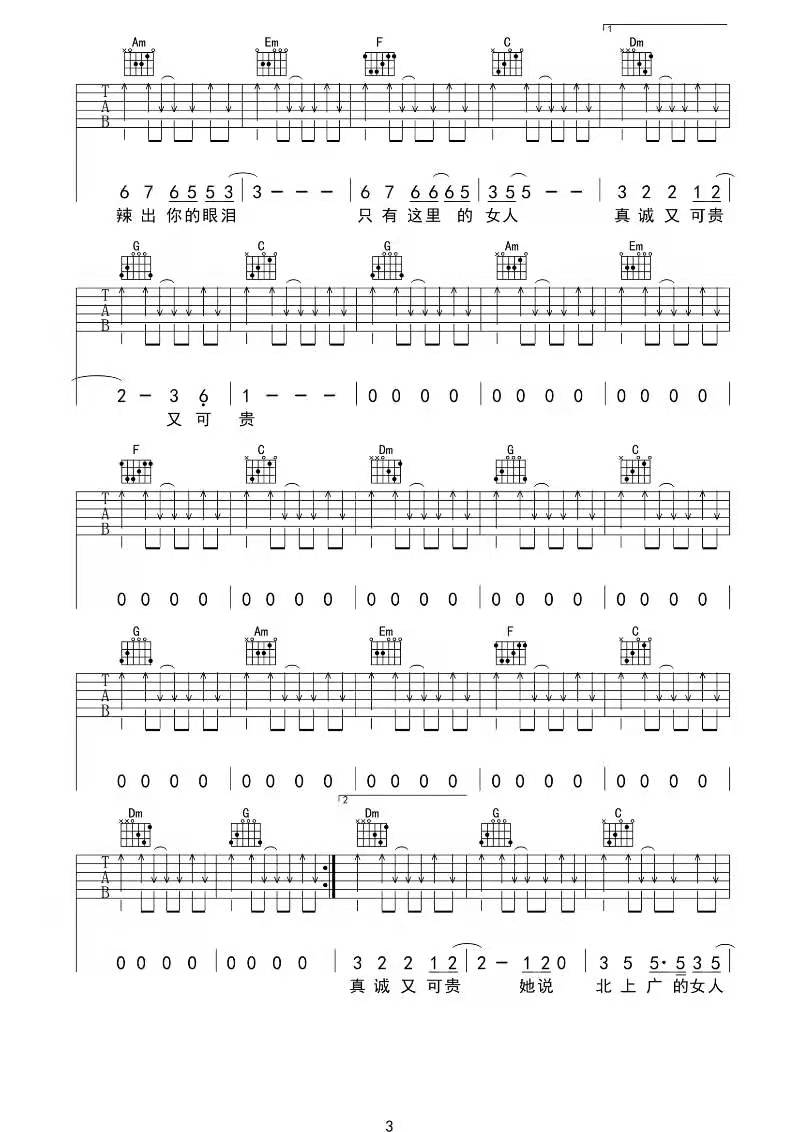 1
Am Em F C Dm
T
A
B
6 7 6 5 5 3 | 3 — — — | 6 7 6 6 6 5 | 3 5 5 — — | 3 2 2 1 2
辣 出 你的眼泪 只 有 这里 的 女人 真 诚 又 可贵
G C G Am Em
T
A
B
2 — 3 6 | 1 — — — | 0 0 0 0 | 0 0 0 0 | 0 0 0 0 |
又 可 贵
F C Dm G C
T
A
B
0 0 0 0 | 0 0 0 0 | 0 0 0 0 | 0 0 0 0 | 0 0 0 0 |
G Am Em F C
T
A
B
0 0 0 0 | 0 0 0 0 | 0 0 0 0 | 0 0 0 0 | 0 0 0 0 |
2
Dm G Dm G C
T
A
B
0 0 0 0 | 0 0 0 0 | 3 2 2 1 2 | 2 — 1 2 0 | 3 5 5· 5 3 5
真 诚 又 可贵 她说 北 上 广 的女人
3